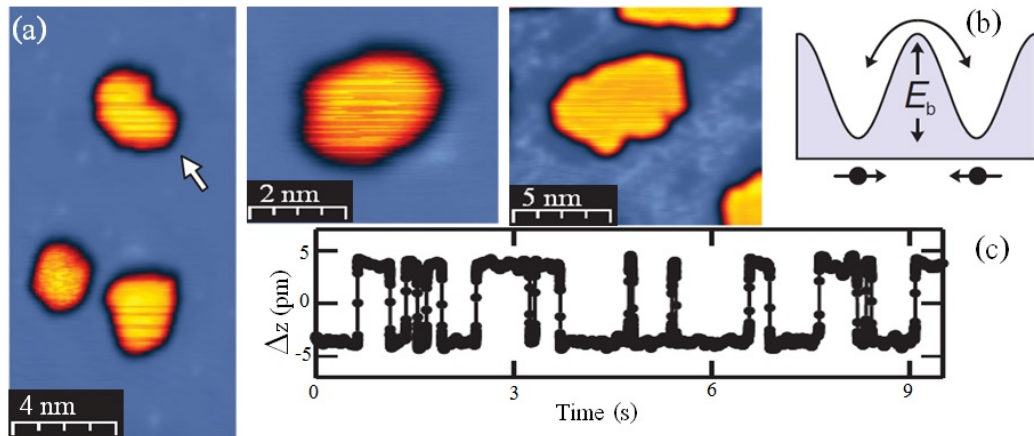 (a)
4 nm
2 nm
5 nm
(b)
E_b
(c)
Δz (pm)
5
0
-5
0
3
6
9
Time (s)